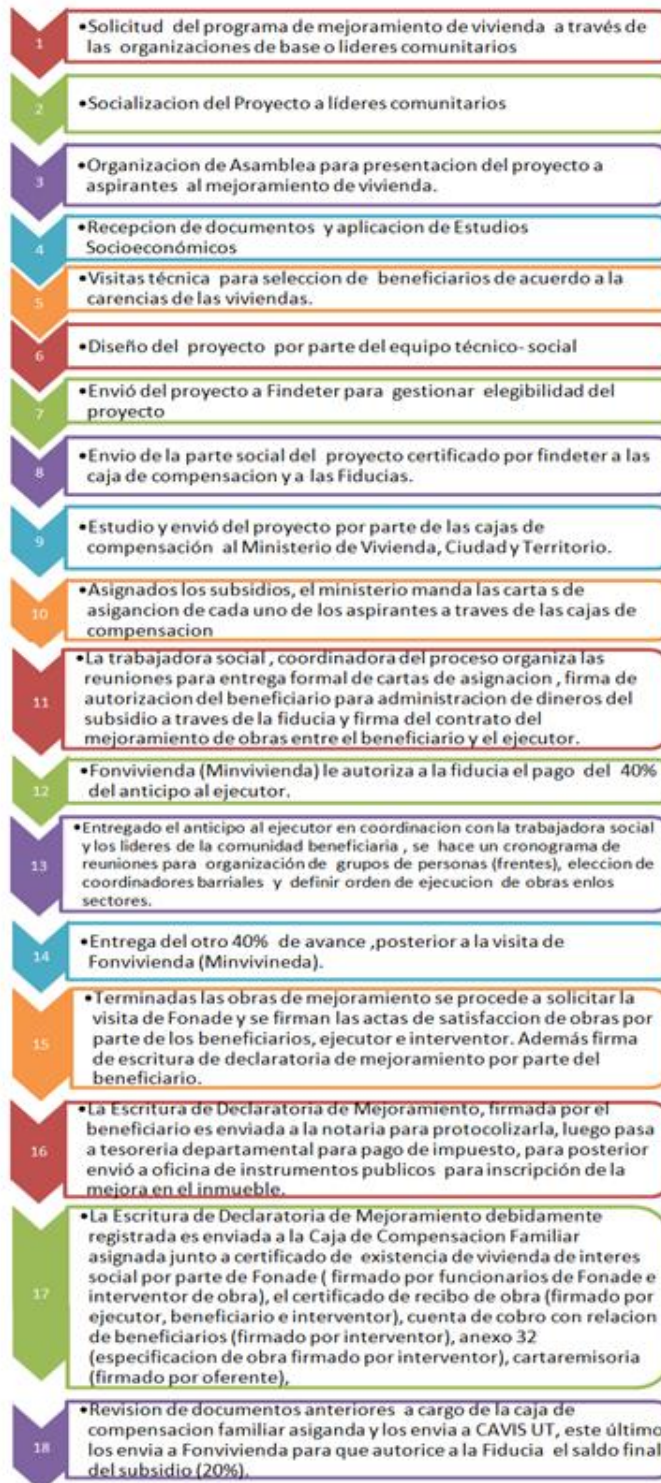 1
•Solicitud del programa de mejoramiento de vivienda a través de
las organizaciones de base o lideres comunitarios
2
•Socializacion del Proyecto a líderes comunitarios
3
•Organizacion de Asamblea para presentacion del proyecto a
aspirantes al mejoramiento de vivienda.
4
•Recepcion de documentos y aplicacion de Estudios
Socioeconómicos
5
•Visitas técnica para seleccion de beneficiarios de acuerdo a la
carencias de las viviendas.
6
•Diseño del proyecto por parte del equipo técnico- social
7
•Envió del proyecto a Findeter para gestionar elegibilidad del
proyecto
8
•Envio de la parte social del proyecto certificado por findeter a las
caja de compensacion y a las Fiducias.
9
•Estudio y envió del proyecto por parte de las cajas de
compensación al Ministerio de Vivienda, Ciudad y Territorio.
10
•Asignados los subsidios, el ministerio manda las carta s de
asigancion de cada uno de los aspirantes a traves de las cajas de
compensacion
11
•La trabajadora social , coordinadora del proceso organiza las
reuniones para entrega formal de cartas de asignacion , firma de
autorizacion del beneficiario para administracion de dineros del
subsidio a traves de la fiducia y firma del contrato del
mejoramiento de obras entre el beneficiario y el ejecutor.
12
•Fonvivienda (Minvivienda) le autoriza a la fiducia el pago del 40%
del anticipo al ejecutor.
13
•Entregado el anticipo al ejecutor en coordinacion con la trabajadora social
y los lideres de la comunidad beneficiaria , se hace un cronograma de
reuniones para organización de grupos de personas (frentes), eleccion de
coordinadores barriales y definir orden de ejecucion de obras enlos
sectores.
14
•Entrega del otro 40% de avance ,posterior a la visita de
Fonvivienda (Minvivineda).
15
•Terminadas las obras de mejoramiento se procede a solicitar la
visita de Fonade y se firman las actas de satisfaccion de obras por
parte de los beneficiarios, ejecutor e interventor. Además firma
de escritura de declaratoria de mejoramiento por parte del
beneficiario.
16
•La Escritura de Declaratoria de Mejoramiento, firmada por el
beneficiario es enviada a la notaria para protocolizarla, luego pasa
a tesoreria departamental para pago de impuesto, para posterior
envió a oficina de instrumentos publicos para inscripción de la
mejora en el inmueble.
17
•La Escritura de Declaratoria de Mejoramiento debidamente
registrada es enviada a la Caja de Compensacion Familiar
asignada junto a certificado de existencia de vivienda de interes
social por parte de Fonade ( firmado por funcionarios de Fonade e
interventor de obra), el certificado de recibo de obra (firmado por
ejecutor, beneficiario e interventor), cuenta de cobro con relacion
de beneficiarios (firmado por interventor), anexo 32
(especificacion de obra firmado por interventor), cartaremisoria
(firmado por oferente),
18
•Revision de documentos anteriores a cargo de la caja de
compensacion familiar asiganda y los envia a CAVIS UT, este último
los envia a Fonvivienda para que autorice a la Fiducia el saldo final
del subsidio (20%).